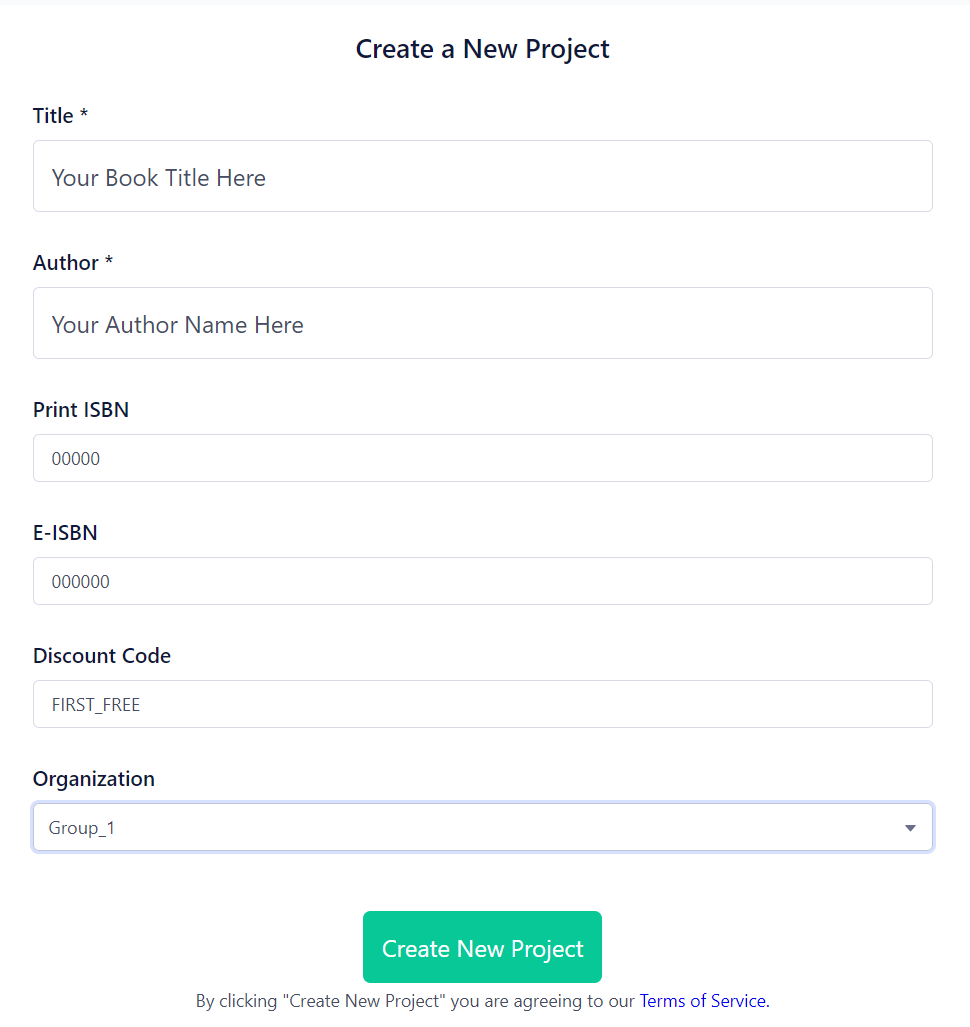 Create a New Project
Title *
Your Book Title Here
Author *
Your Author Name Here
Print ISBN
00000
E-ISBN
000000
Discount Code
FIRST_FREE
Organization
Group_1
Create New Project
By clicking "Create New Project" you are agreeing to our Terms of Service.